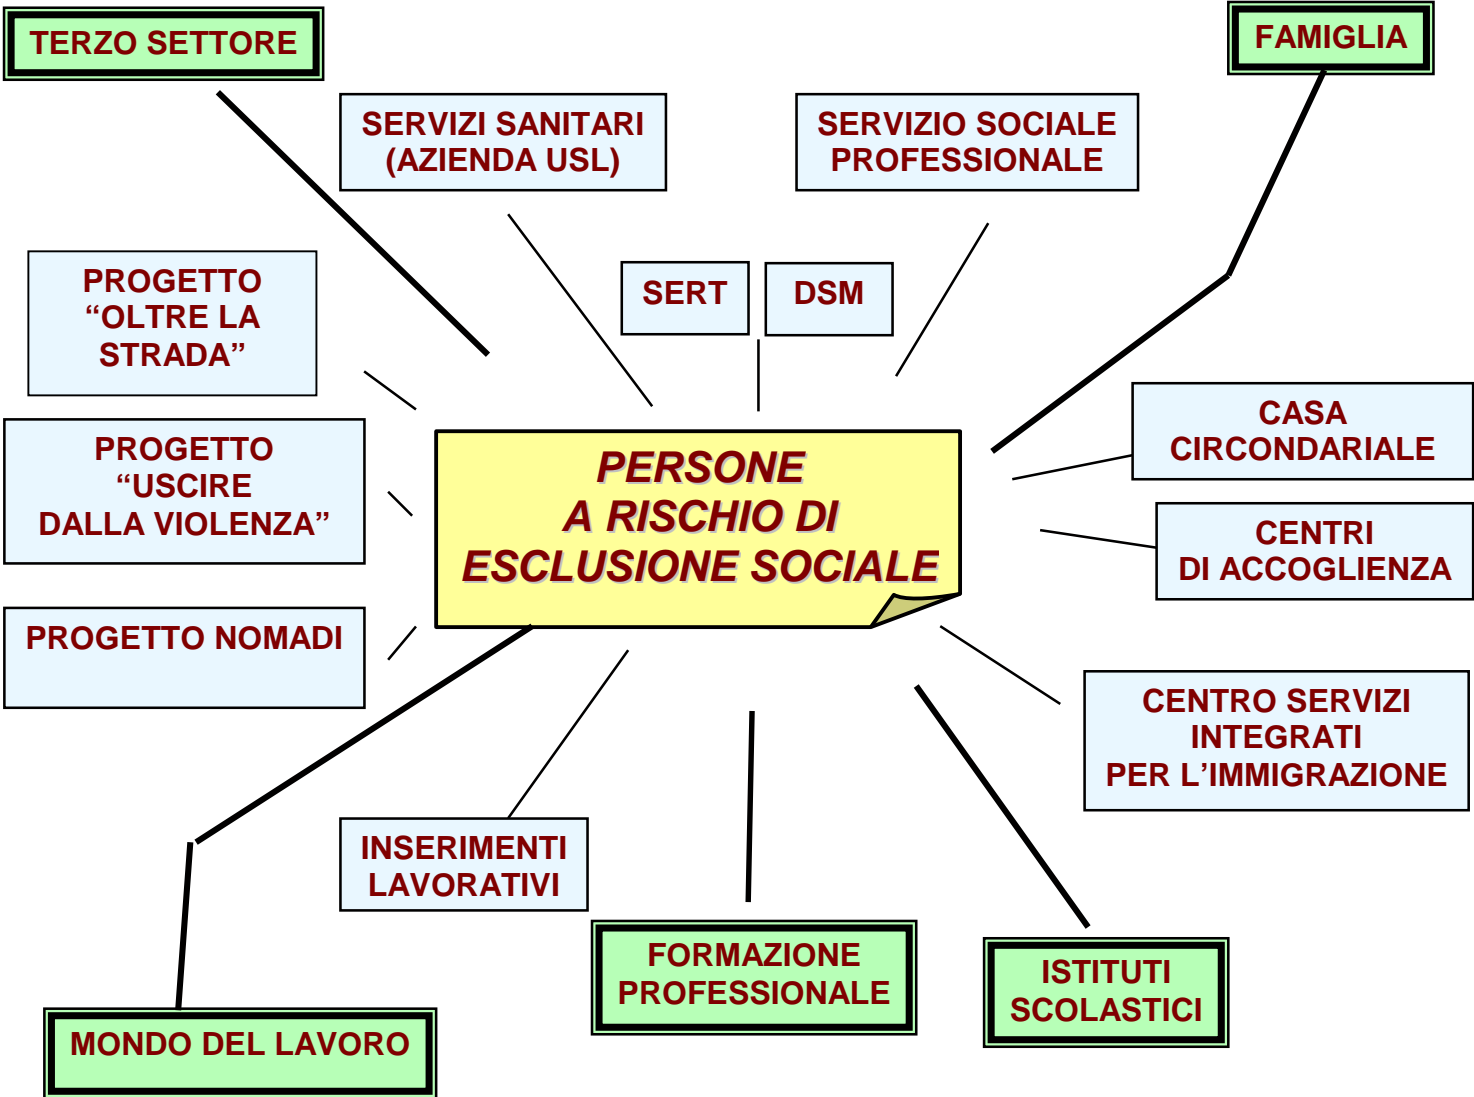 TERZO SETTORE
FAMIGLIA
SERVIZI SANITARI
(AZIENDA USL)
SERVIZIO SOCIALE
PROFESSIONALE
PROGETTO
“OLTRE LA
STRADA”
SERT
DSM
CASA
CIRCONDARIALE
PROGETTO
“USCIRE
DALLA VIOLENZA”
PERSONE
A RISCHIO DI
ESCLUSIONE SOCIALE
CENTRI
DI ACCOGLIENZA
PROGETTO NOMADI
CENTRO SERVIZI
INTEGRATI
PER L’IMMIGRAZIONE
INSERIMENTI
LAVORATIVI
FORMAZIONE
PROFESSIONALE
ISTITUTI
SCOLASTICI
MONDO DEL LAVORO